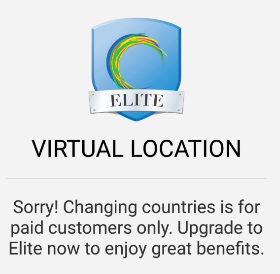 ELITE
VIRTUAL LOCATION
Sorry! Changing countries is for
paid customers only. Upgrade to
Elite now to enjoy great benefits.